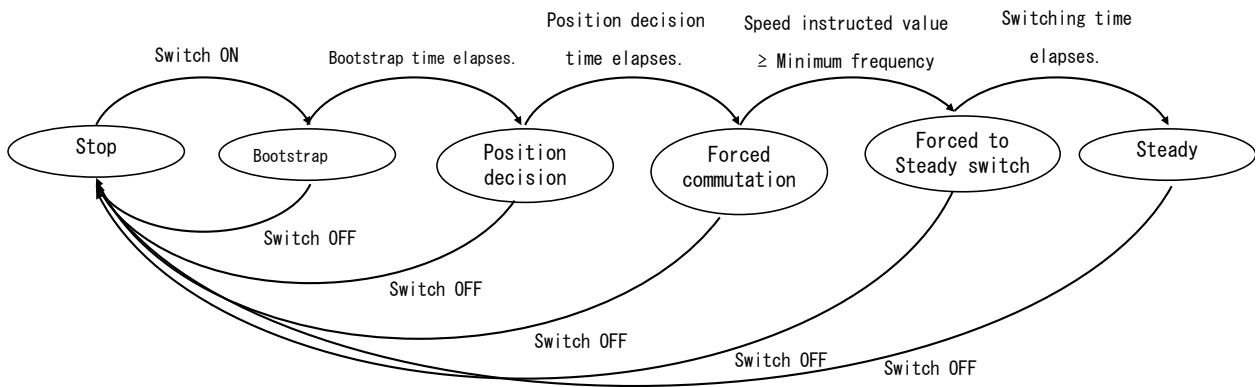 Switch ON
Bootstrap time elapses.
Position decision
time elapses.
Speed instructed value
≥ Minimum frequency
Switching time
elapses.
Stop
Bootstrap
Position
decision
Forced
commutation
Forced to
Steady switch
Steady
Switch OFF
Switch OFF
Switch OFF
Switch OFF
Switch OFF